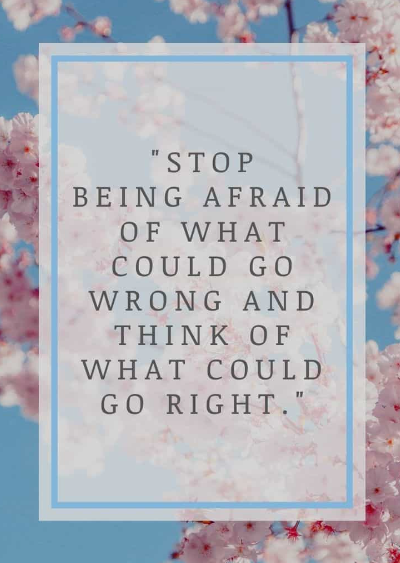 "STOP
BEING AFRAID
OF WHAT
COULD GO
WRONG AND
THINK OF
WHAT COULD
GO RIGHT."